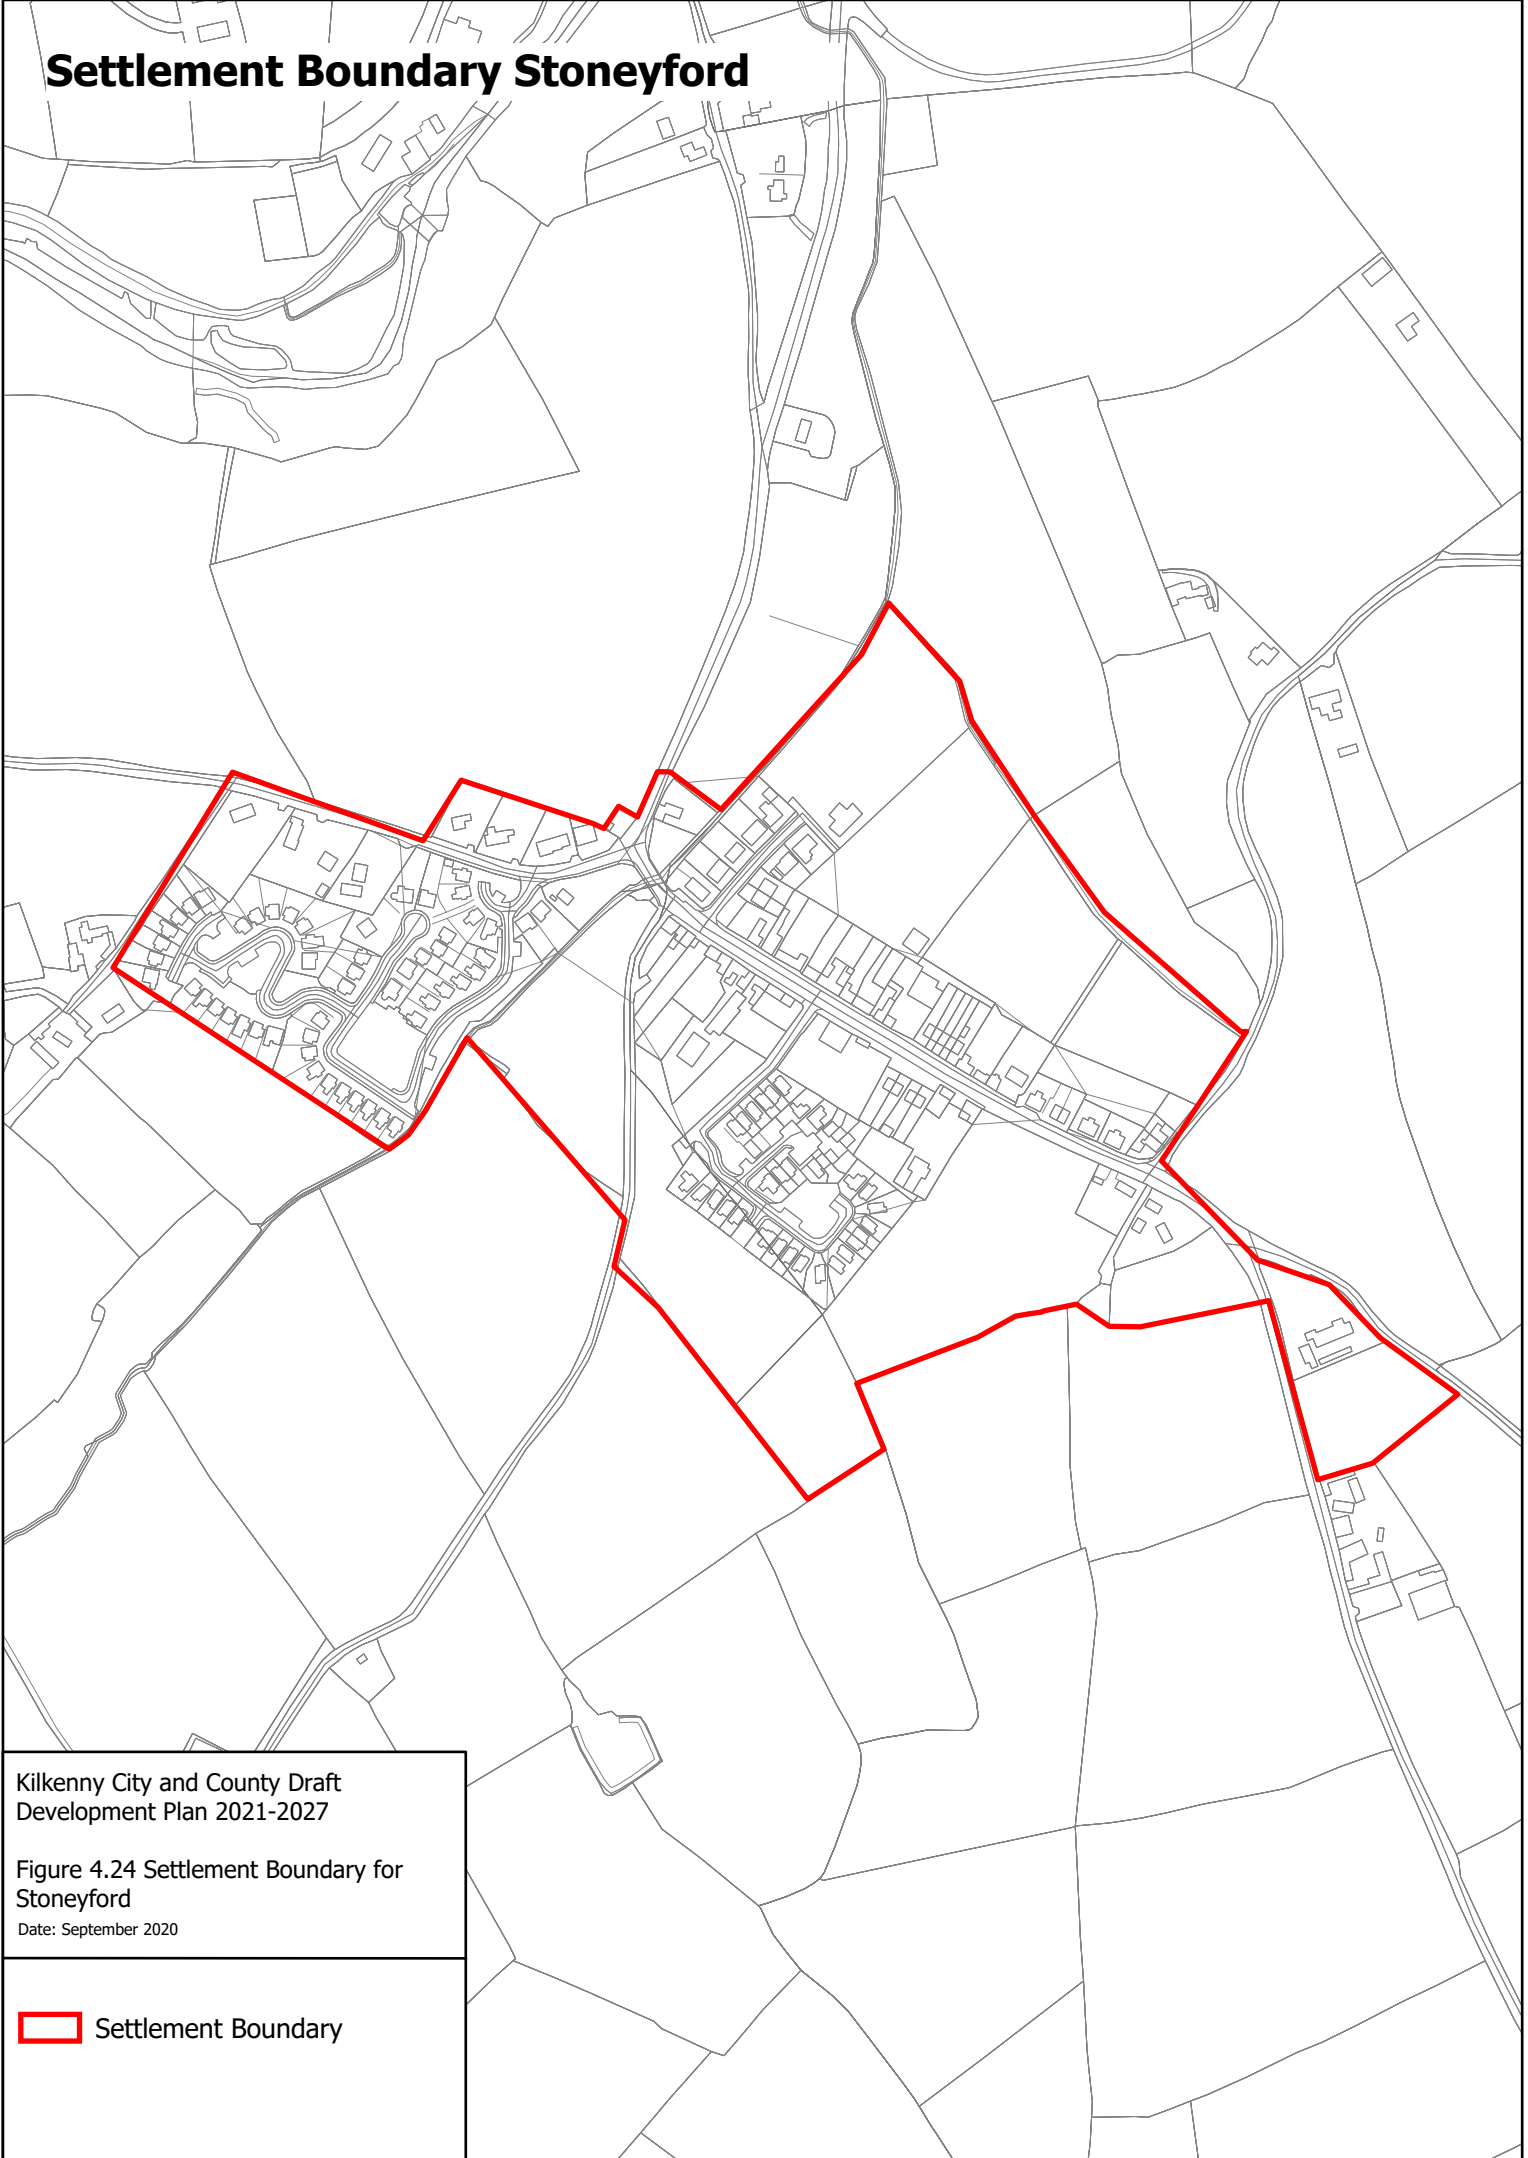 Settlement Boundary Stoneyford
Kilkenny City and County Draft
Development Plan 2021-2027
Figure 4.24 Settlement Boundary for
Stoneyford
Date: September 2020
Settlement Boundary